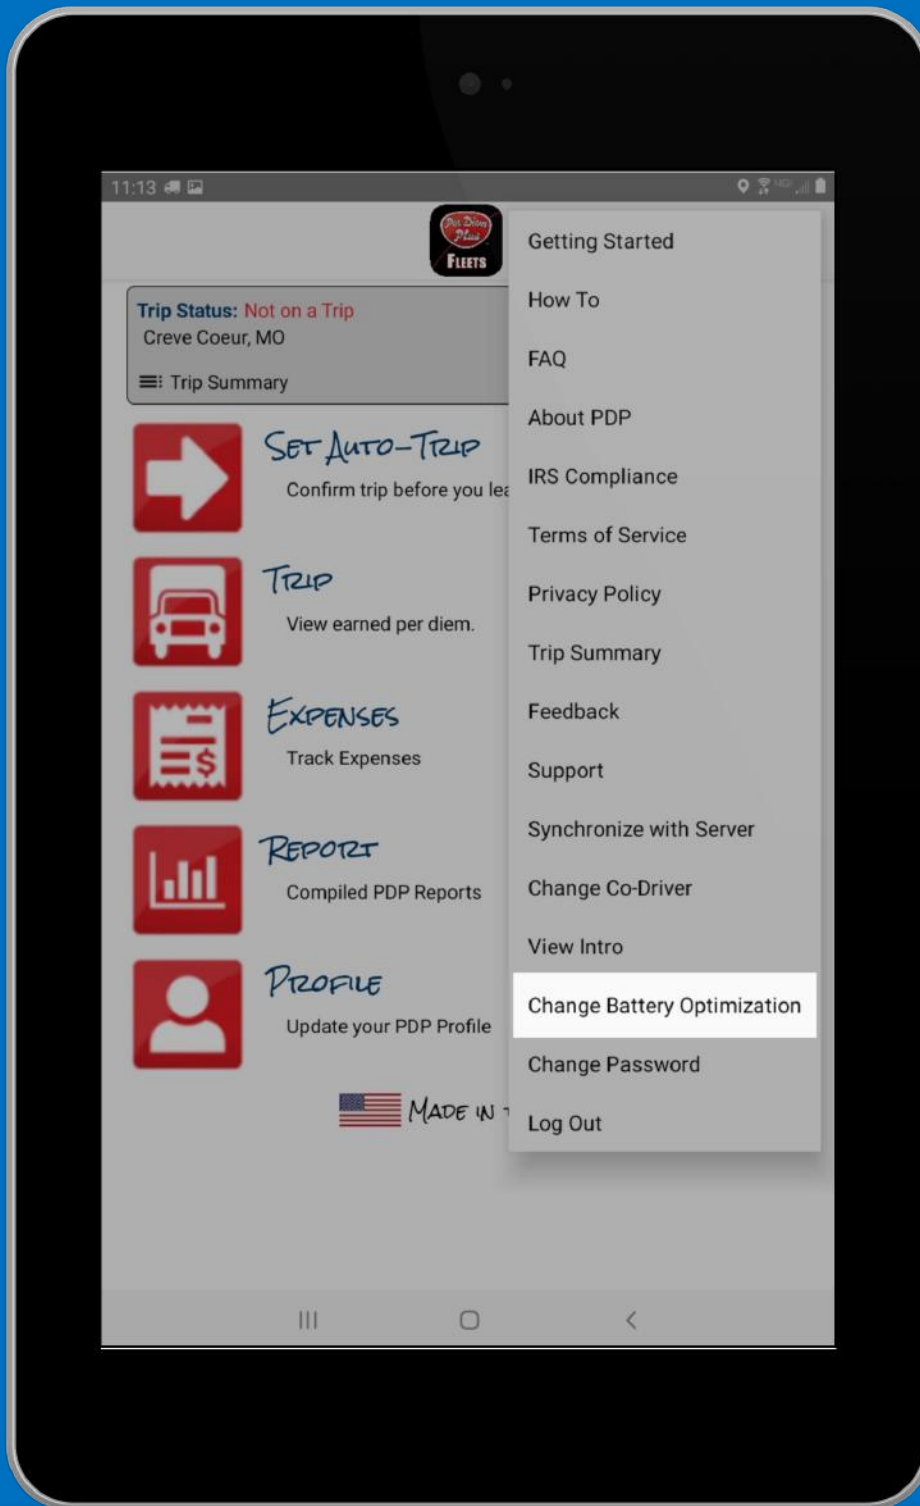 11:13
Per Diem
Plus
FLEETS
Trip Status: Not on a Trip
Creve Coeur, MO
Trip Summary
SET AUTO-TRIP
Confirm trip before you lea
TRIP
View earned per diem.
EXPENSES
Track Expenses
$
REPORT
Compiled PDP Reports
PROFILE
Update your PDP Profile
MADE IN
Getting Started
How To
FAQ
About PDP
IRS Compliance
Terms of Service
Privacy Policy
Trip Summary
Feedback
Support
Synchronize with Server
Change Co-Driver
View Intro
Change Battery Optimization
Change Password
Log Out